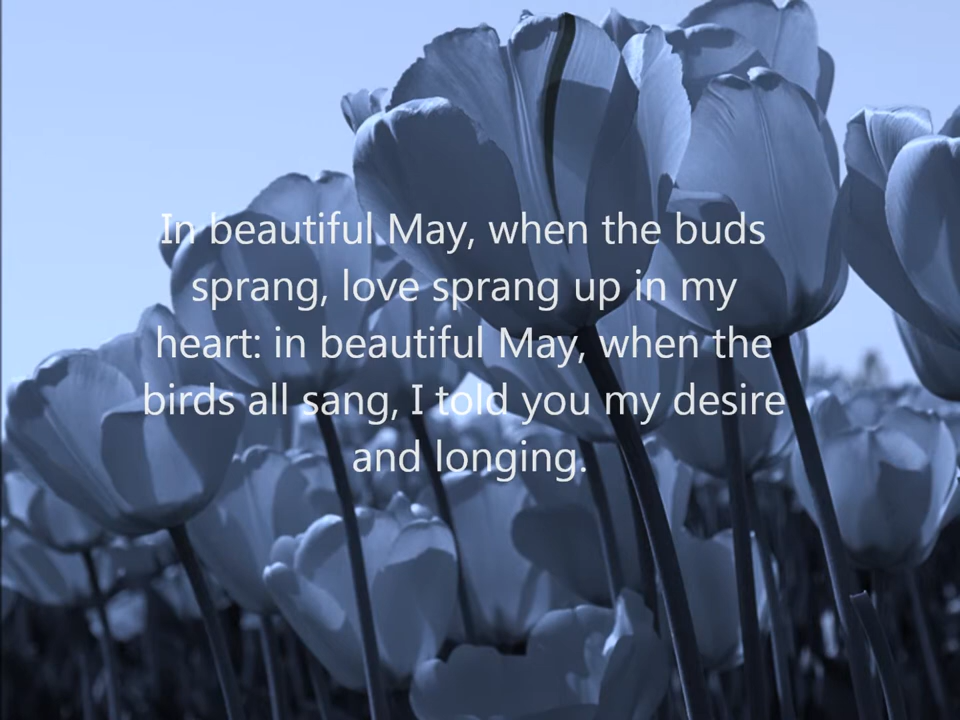 In beautiful May, when the buds
sprang, love sprang up in my
heart: in beautiful May, when the
birds all sang, I told you my desire
and longing.